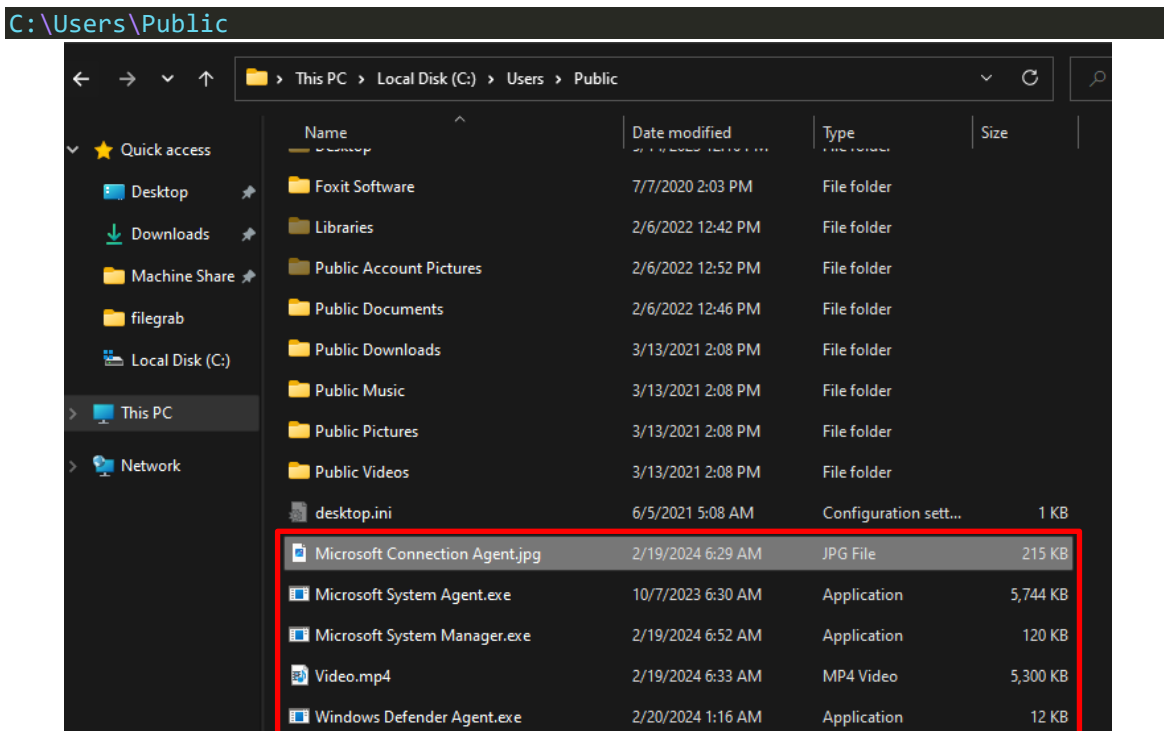 C:\Users\Public
This PC > Local Disk (C:) > Users > Public
Name Date modified Type Size
Quick access
Desktop
Downloads
Machine Share
filegrab
Local Disk (C:)
This PC
Network
Desktop
Foxit Software 7/7/2020 2:03 PM File folder
Libraries 2/6/2022 12:42 PM File folder
Public Account Pictures 2/6/2022 12:52 PM File folder
Public Documents 2/6/2022 12:46 PM File folder
Public Downloads 3/13/2021 2:08 PM File folder
Public Music 3/13/2021 2:08 PM File folder
Public Pictures 3/13/2021 2:08 PM File folder
Public Videos 3/13/2021 2:08 PM File folder
desktop.ini 6/5/2021 5:08 AM Configuration sett... 1 KB
Microsoft Connection Agent.jpg 2/19/2024 6:29 AM JPG File 215 KB
Microsoft System Agent.exe 10/7/2023 6:30 AM Application 5,744 KB
Microsoft System Manager.exe 2/19/2024 6:52 AM Application 120 KB
Video.mp4 2/19/2024 6:33 AM MP4 Video 5,300 KB
Windows Defender Agent.exe 2/20/2024 1:16 AM Application 12 KB